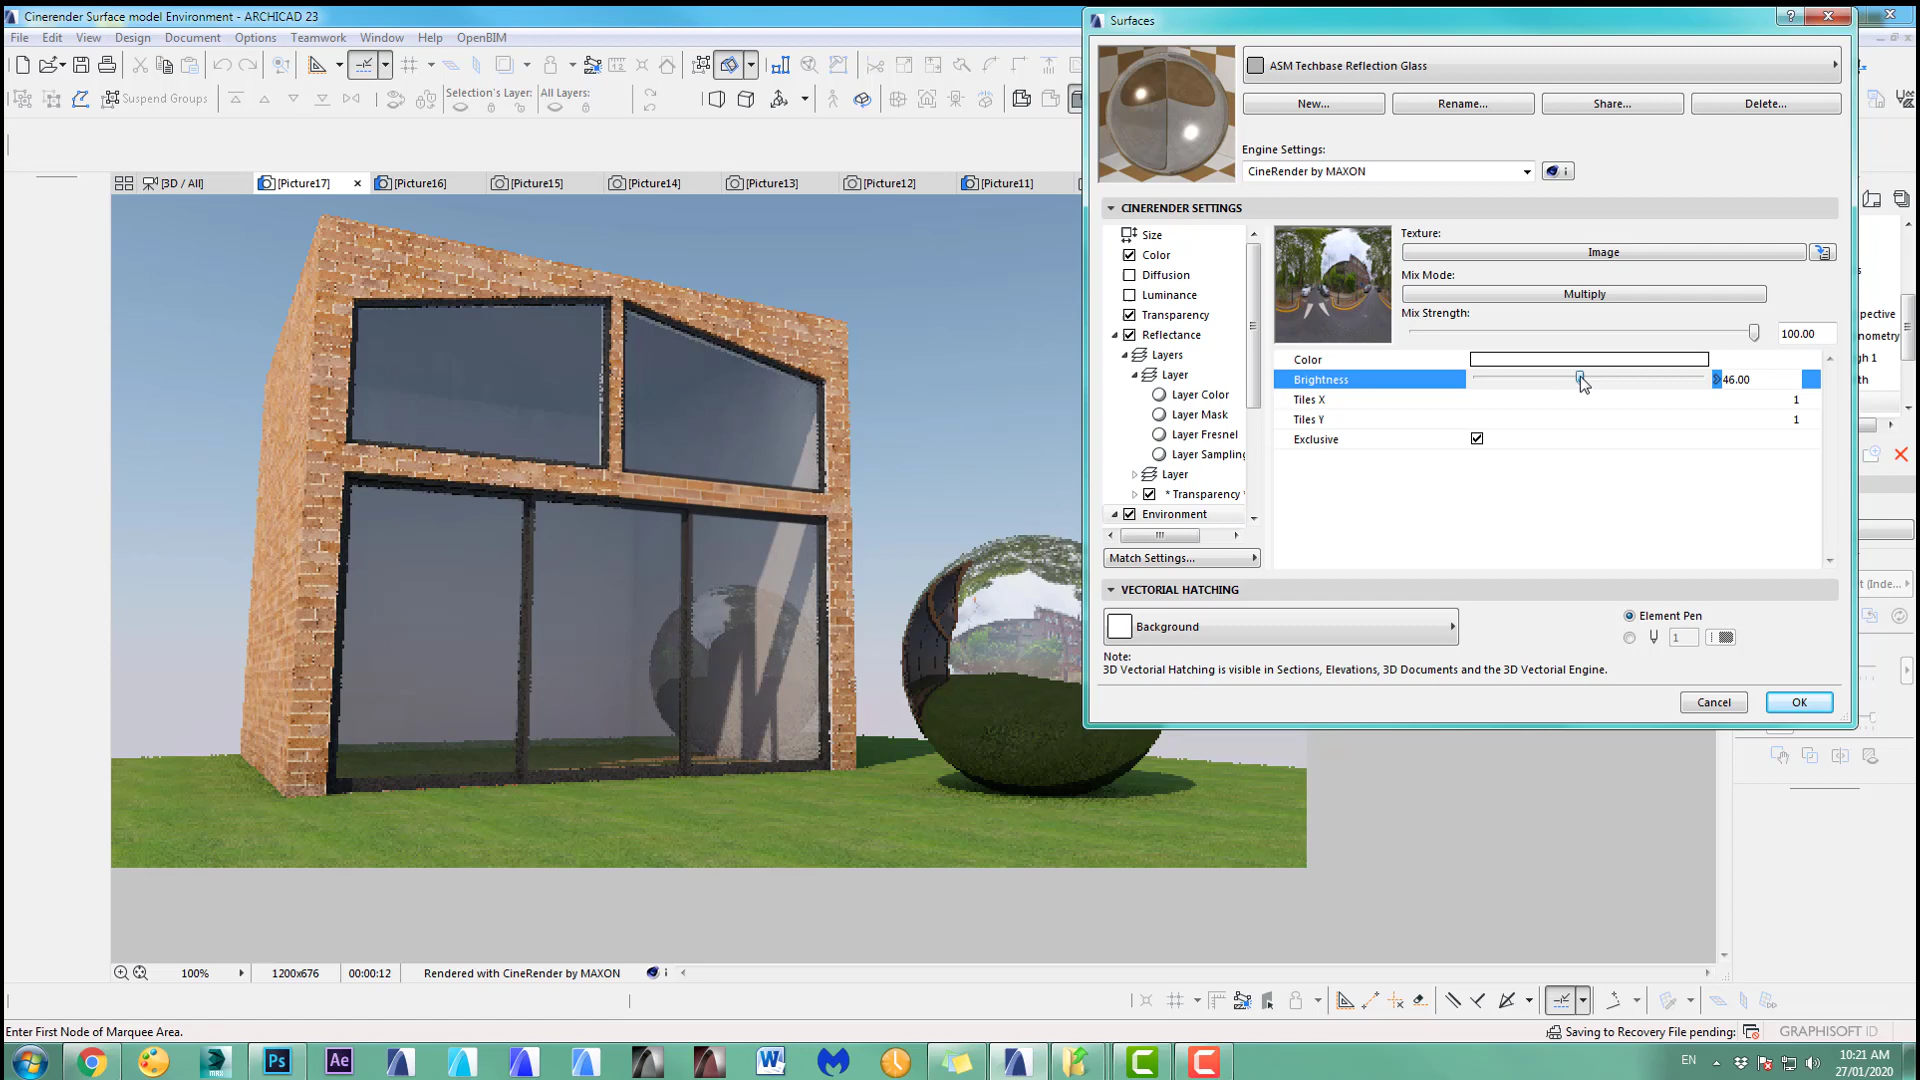 Cinerender Surface model Environment - ARCHICAD 23
File Edit View Design Document Options Teamwork Window Help OpenBIM
Suspend Groups
Selection's Layer:
All Layers:
[3D / All]
[Picture17]
[Picture16]
[Picture15]
[Picture14]
[Picture13]
[Picture12]
[Picture11]
Surfaces
ASM Techbase Reflection Glass
New... Rename... Share... Delete...
Engine Settings:
CineRender by MAXON
i
CINERENDER SETTINGS
Size
Color
Diffusion
Luminance
Transparency
Reflectance
Layers
Layer
Layer Color
Layer Mask
Layer Fresnel
Layer Sampling
Layer
* Transparency *
Environment
Match Settings...
Texture:
Image
Mix Mode:
Multiply
Mix Strength:
100.00
Color
Brightness 46.00
Tiles X 1
Tiles Y 1
Exclusive
VECTORIAL HATCHING
Background
Element Pen
1
Note:
3D Vectorial Hatching is visible in Sections, Elevations, 3D Documents and the 3D Vectorial Engine.
Cancel OK
100% 1200x676 00:00:12 Rendered with CineRender by MAXON i
Enter First Node of Marquee Area.
Saving to Recovery File pending:
GRAPHISOFT ID
Ps
Ae
W
EN
10:21 AM
27/01/2020